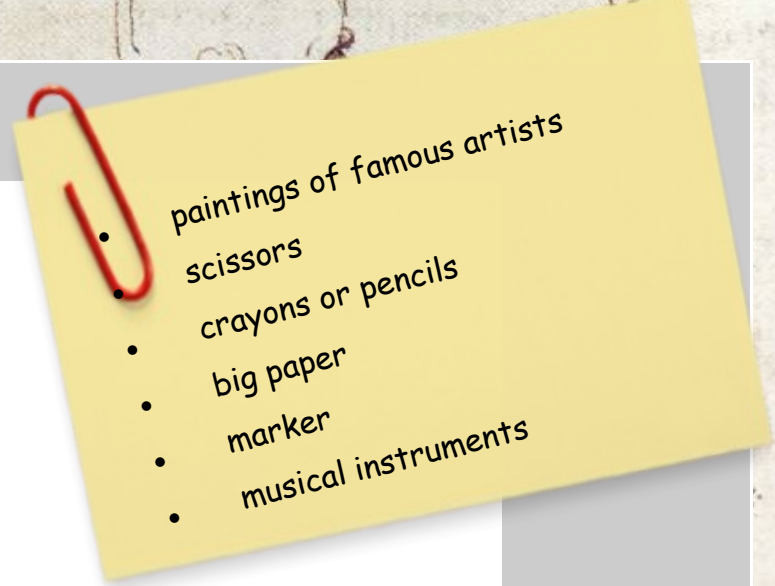 • paintings of famous artists
• scissors
• crayons or pencils
• big paper
• marker
• musical instruments